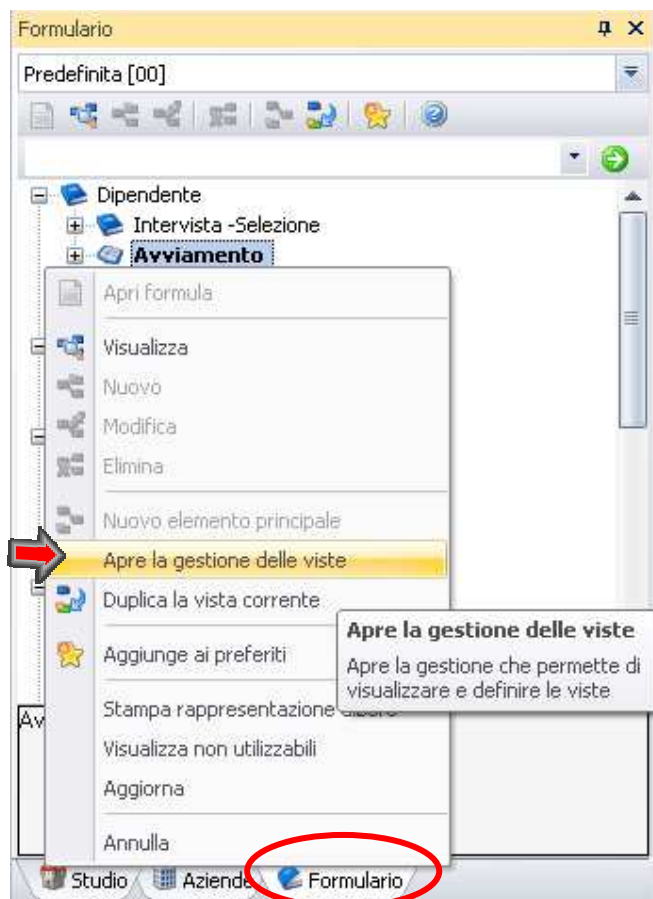 Formulario
Predefinita [00]
Dipendente
Intervista -Selezione
Avviamento
Apri formula
Visualizza
Nuovo
Modifica
Elimina
Nuovo elemento principale
Apre la gestione delle viste
Duplica la vista corrente
Apre la gestione delle viste
Aggiunge ai preferiti
Apre la gestione che permette di
visualizzare e definire le viste
Stampa rappresentazione
Av
Visualizza non utilizzabili
Aggiorna
Annulla
Studio Aziende Formulario